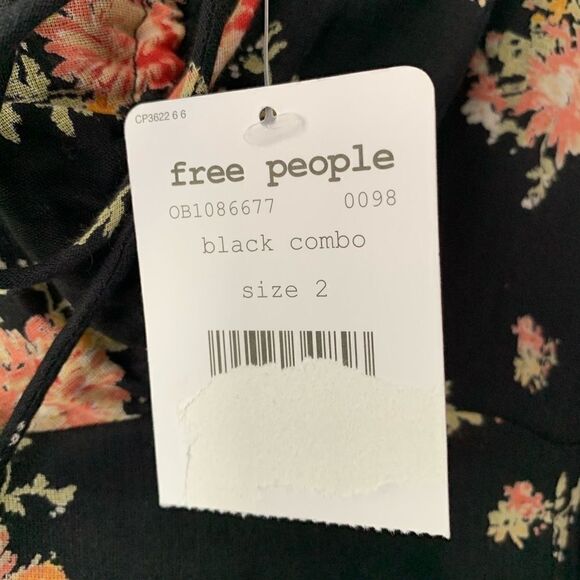 CP3622 6 6
free people
OB1086677 0098
black combo
size 2